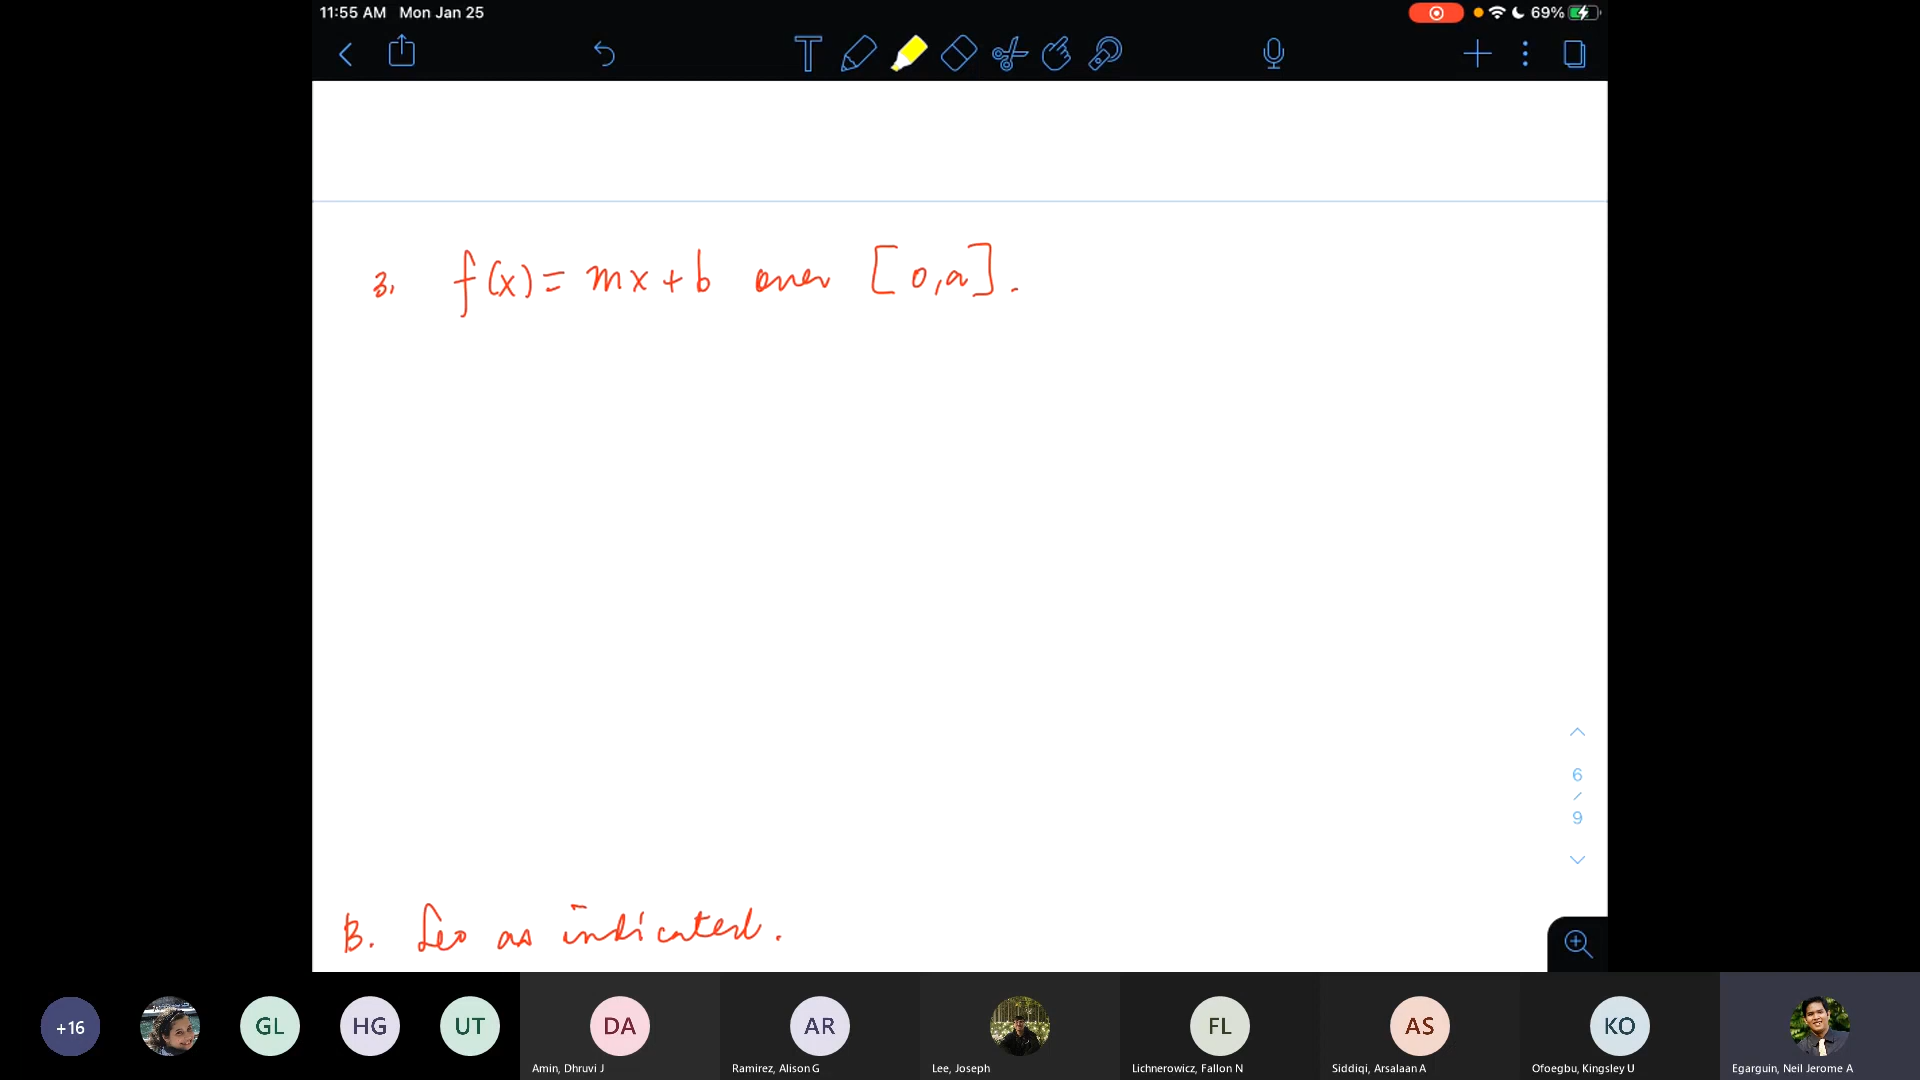 11:55 AM Mon Jan 25
69%
3. f(x) = mx + b over [0,a].
6
/
9
B. Do as indicated.
+16
GL
HG
UT
DA
AR
FL
AS
KO
Amin, Dhruvi J
Ramirez, Alison G
Lee, Joseph
Lichnerowicz, Fallon N
Siddiqi, Arsalaan A
Ofoegbu, Kingsley U
Egarguin, Neil Jerome A